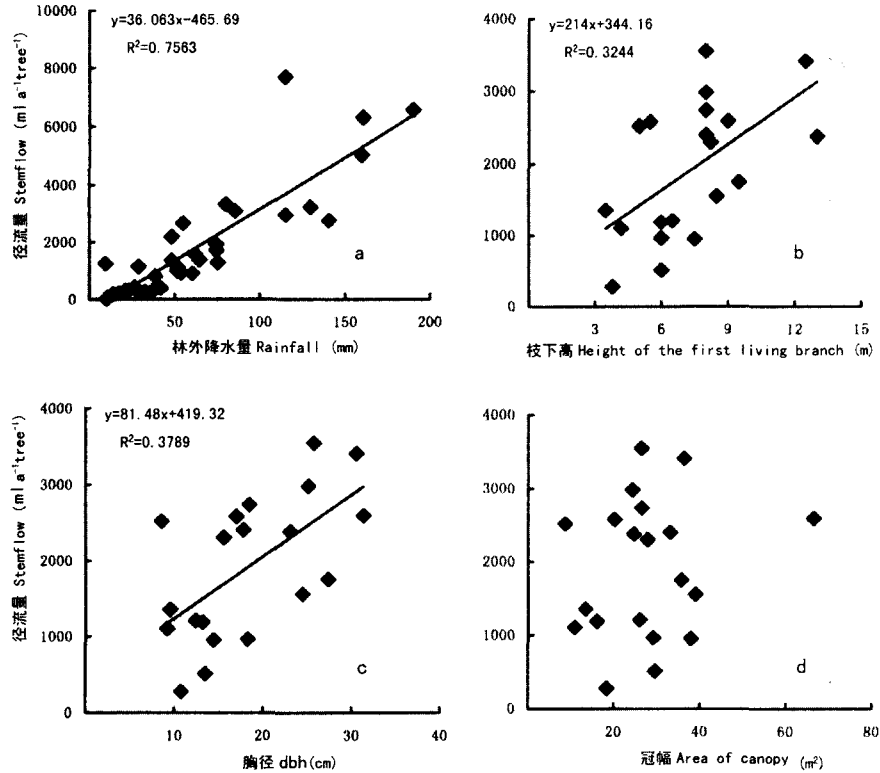 y=36.063x-465.69
R²=0.7563
径流量 Stemflow (ml a⁻¹tree⁻¹)
10000
8000
6000
4000
2000
0
50
100
150
200
a
林外降水量 Rainfall (mm)
y=214x+344.16
R²=0.3244
4000
3000
2000
1000
0
3
6
9
12
15
b
枝下高 Height of the first living branch (m)
y=81.48x+419.32
R²=0.3789
径流量 Stemflow (ml a⁻¹tree⁻¹)
4000
3000
2000
1000
0
10
20
30
40
c
胸径 dbh(cm)
4000
3000
2000
1000
0
20
40
60
80
d
冠幅 Area of canopy (m²)